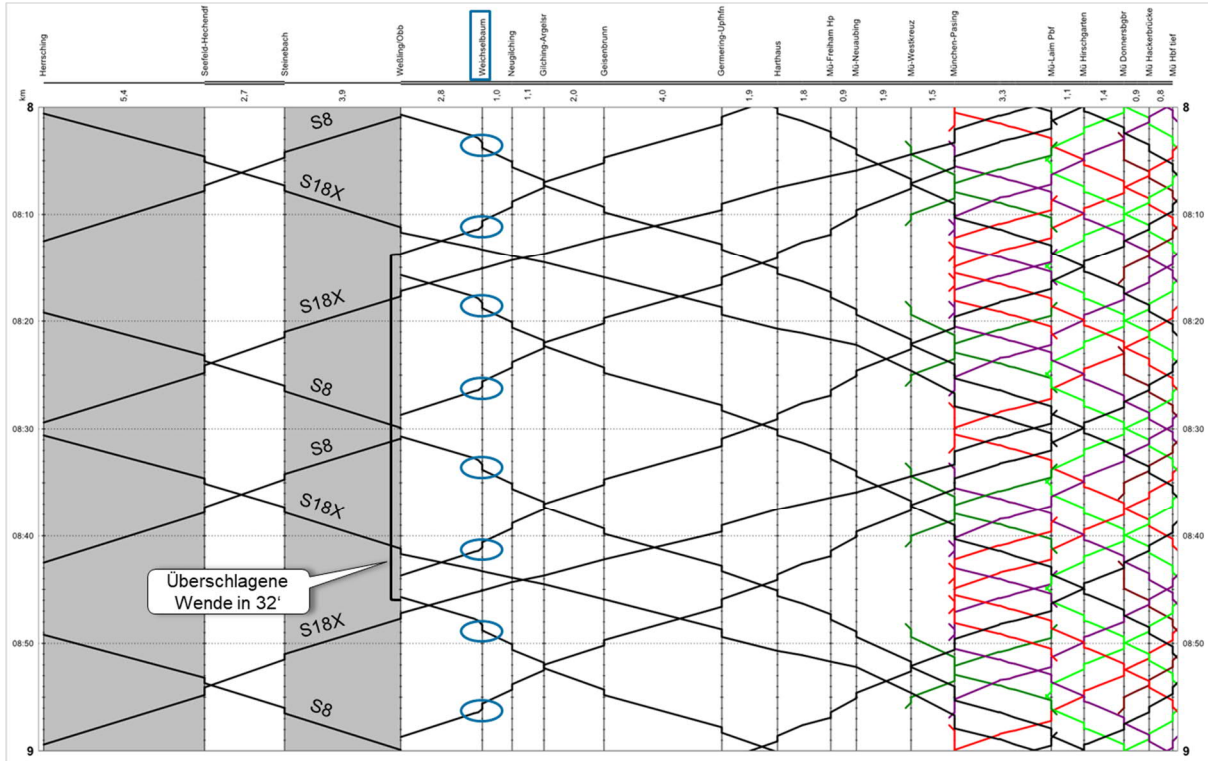 Herrsching
Seefeld-Hechendf
Steinebach
Weßling/Obb
Weichselbaum
Neugilching
Gilching-Argelsr
Geisenbrunn
Germering-Upfhfn
Harthaus
Mü-Freiham Hp
Mü-Neuaubing
Mü-Westkreuz
München-Pasing
Mü-Laim Pbf
Mü Hirschgarten
Mü Donnersbgbr
Mü Hackerbrücke
Mü Hbf tief
km 5,4 2,7 3,9 2,8 1,0 1,1 2,0 4,0 1,9 1,8 0,9 1,9 1,5 3,3 1,1 1,4 0,9 0,8
8 8
S8
S18X
08:10 08:10
S18X
08:20 08:20
S8
08:30 08:30
S8
S18X
08:40 08:40
Überschlagene
Wende in 32‘
S18X
08:50 08:50
S8
9 9